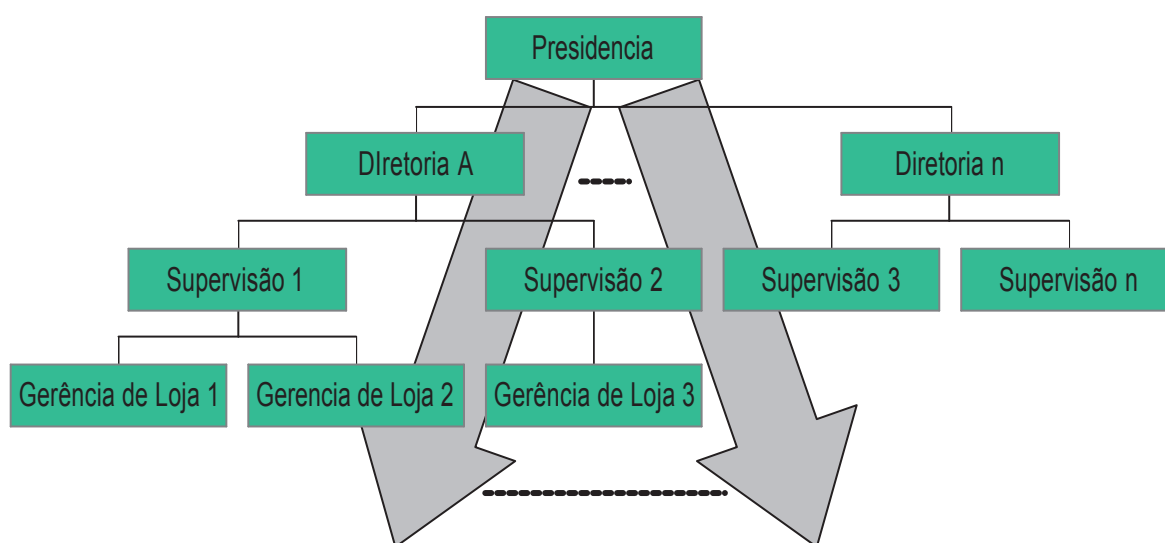 Presidencia
DIretoria A
Diretoria n
Supervisão 1
Supervisão 2
Supervisão 3
Supervisão n
Gerência de Loja 1
Gerencia de Loja 2
Gerência de Loja 3